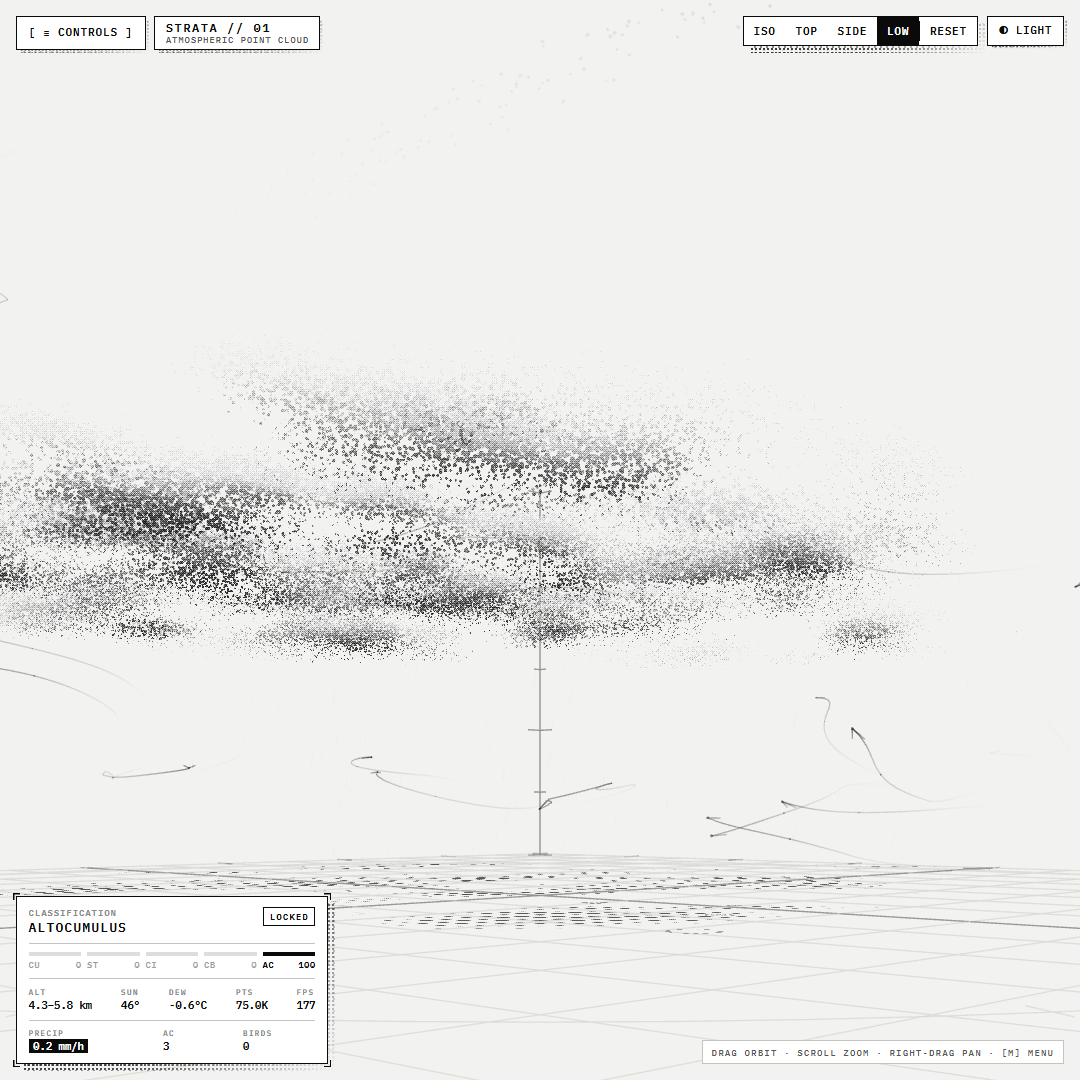 [ ≡ CONTROLS ]
STRATA // 01
ATMOSPHERIC POINT CLOUD
ISO TOP SIDE LOW RESET
◐ LIGHT
CLASSIFICATION
ALTOCUMULUS
LOCKED
CU 0 ST 0 CI 0 CB 0 AC 100
ALT SUN DEW PTS FPS
4.3–5.8 km 46° -0.6°C 75.0K 177
PRECIP AC BIRDS
0.2 mm/h 3 0
DRAG ORBIT · SCROLL ZOOM · RIGHT-DRAG PAN · [M] MENU